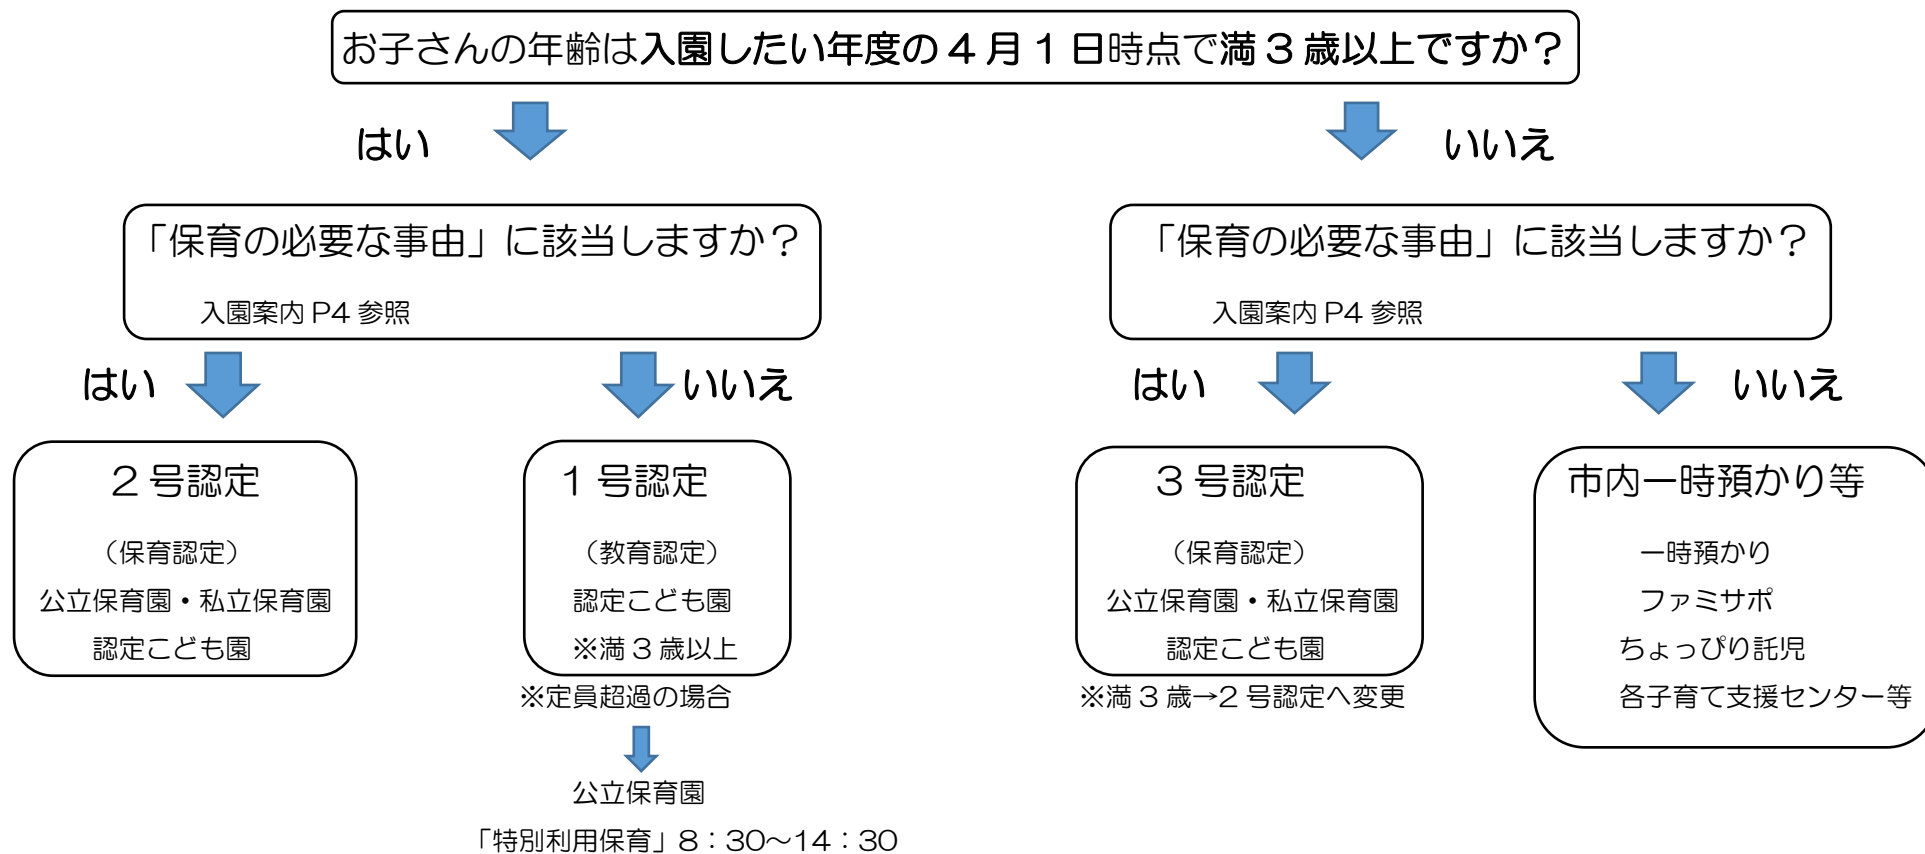 お子さんの年齢は入園したい年度の４月１日時点で満３歳以上ですか？
はい
いいえ
「保育の必要な事由」に該当しますか？
入園案内 P4 参照
「保育の必要な事由」に該当しますか？
入園案内 P4 参照
はい
いいえ
はい
いいえ
２号認定
（保育認定）
公立保育園・私立保育園
認定こども園
１号認定
（教育認定）
認定こども園
※満３歳以上
※定員超過の場合
公立保育園
「特別利用保育」8：30～14：30
３号認定
（保育認定）
公立保育園・私立保育園
認定こども園
※満３歳→2 号認定へ変更
市内一時預かり等
一時預かり
ファミサポ
ちょっぴり託児
各子育て支援センター等